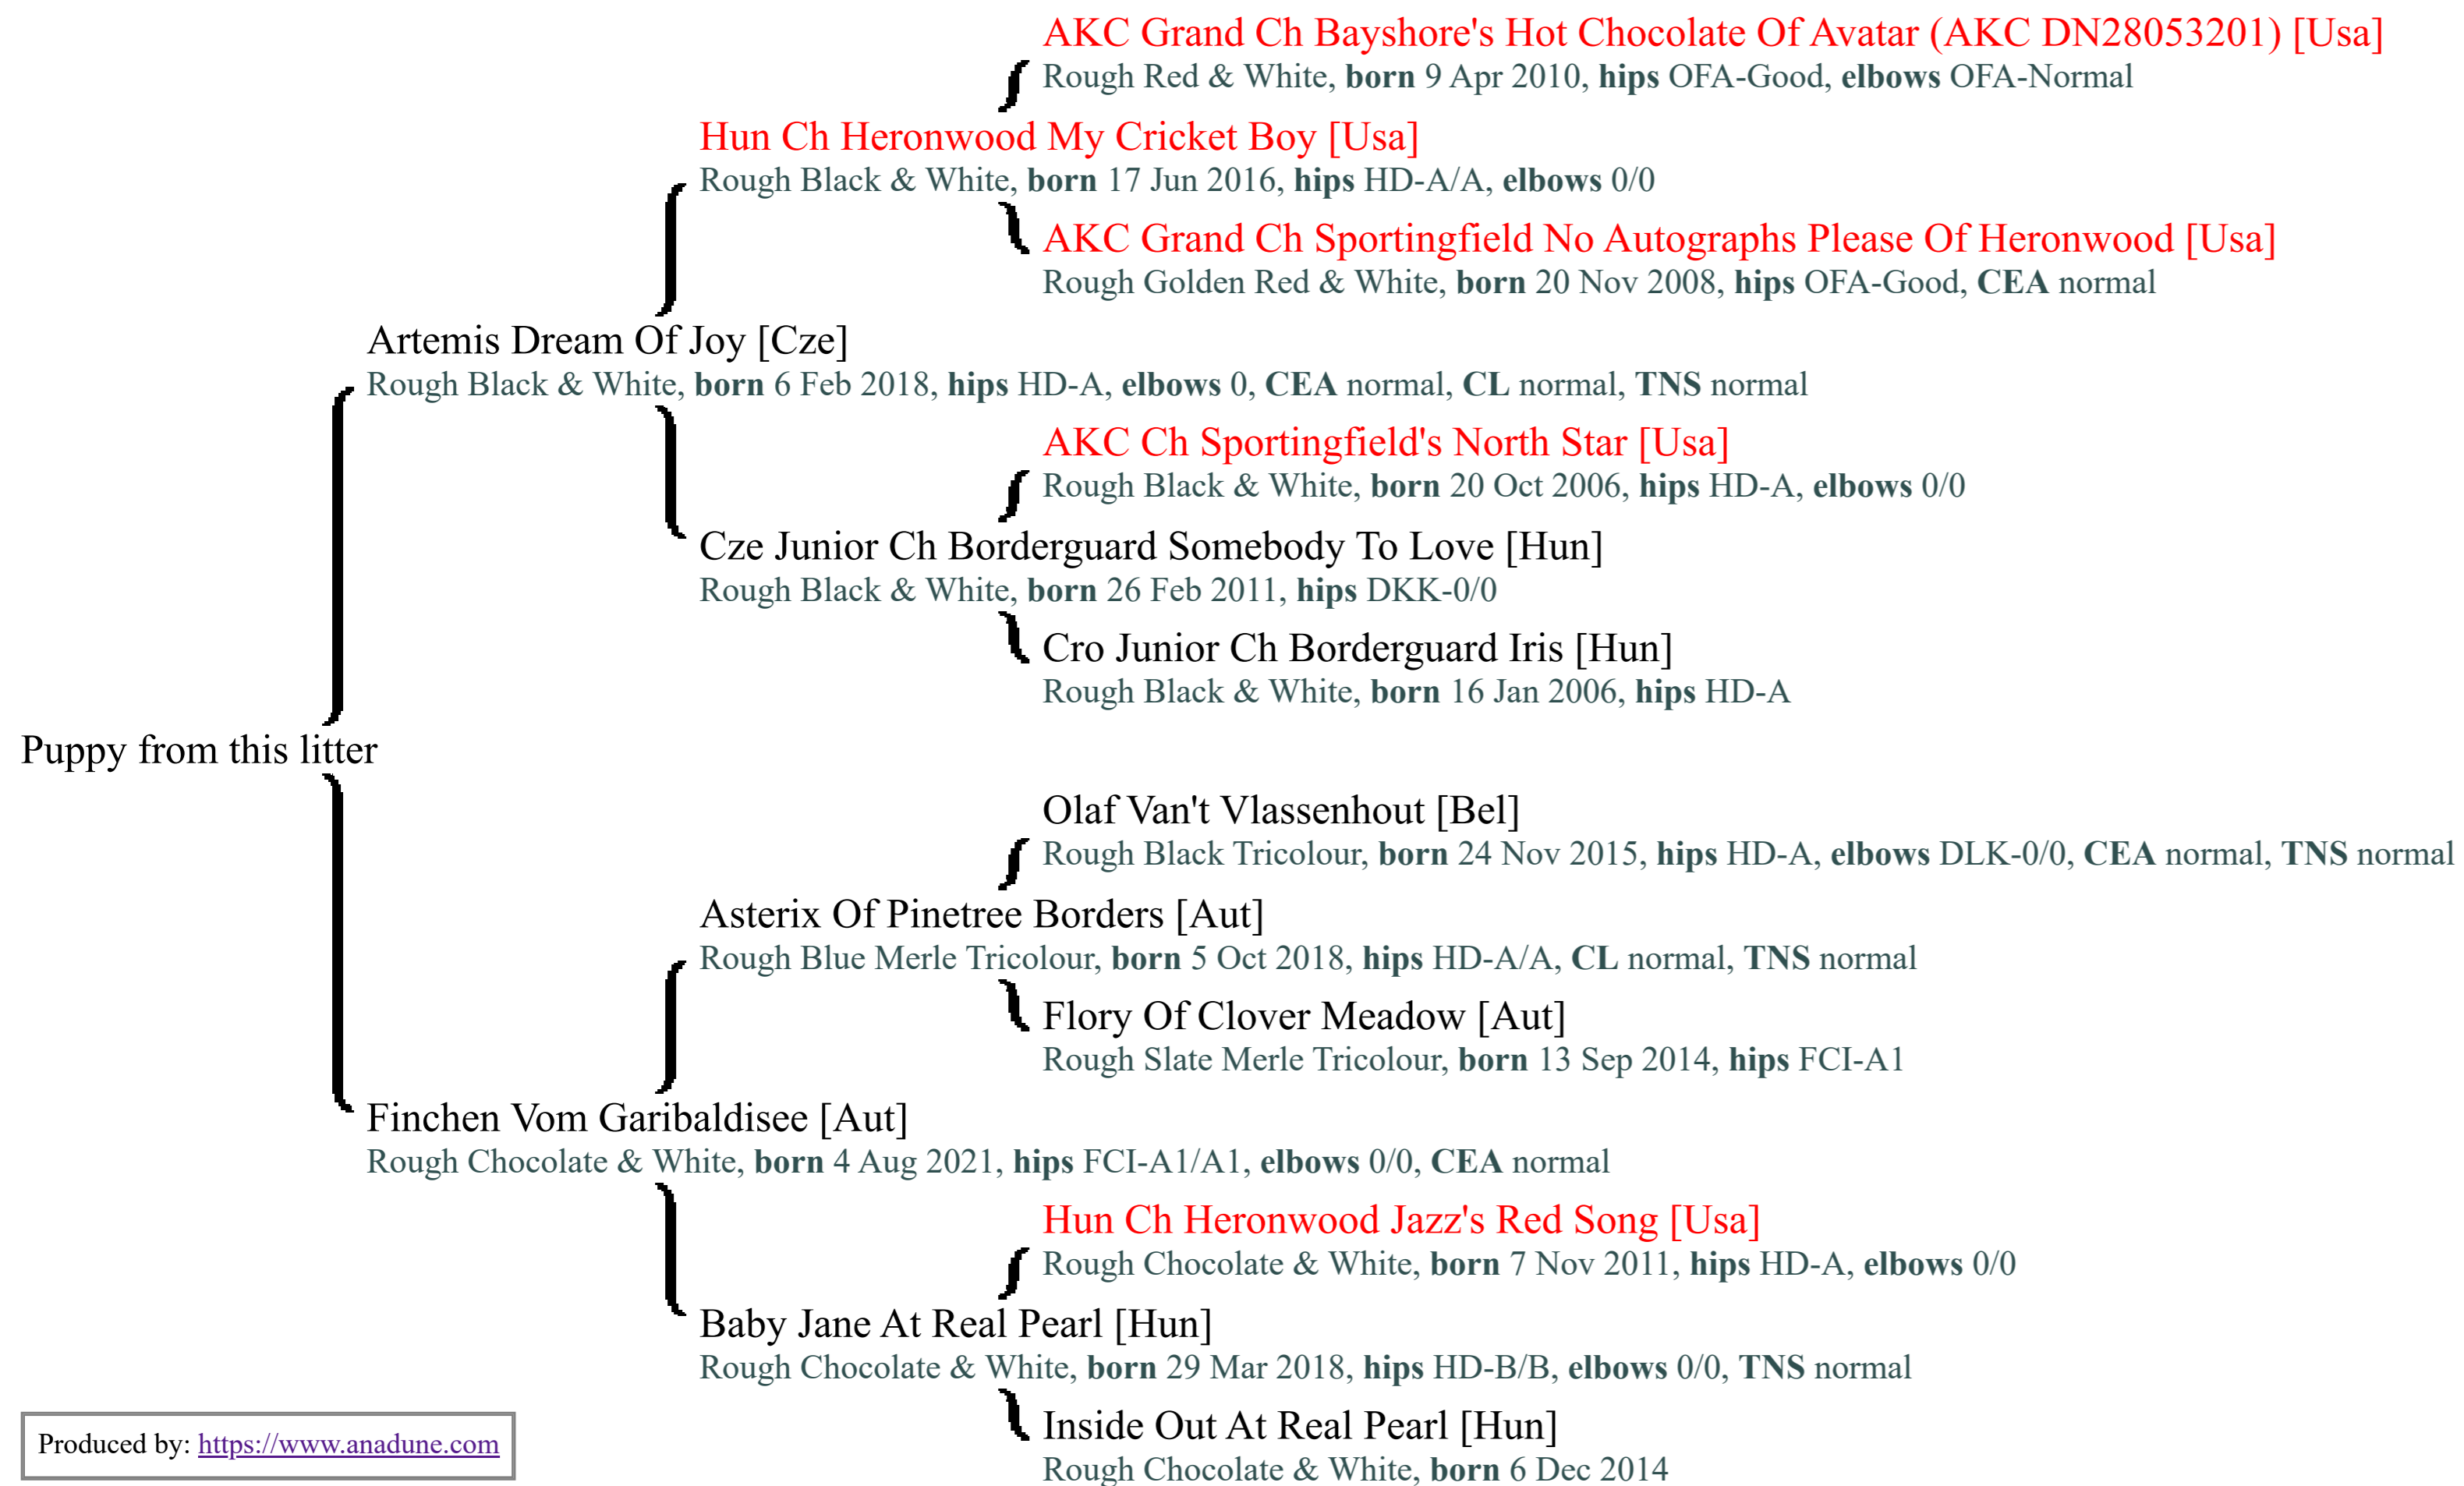 AKC Grand Ch Bayshore's Hot Chocolate Of Avatar (AKC DN28053201) [Usa]
Rough Red & White, born 9 Apr 2010, hips OFA-Good, elbows OFA-Normal
Hun Ch Heronwood My Cricket Boy [Usa]
Rough Black & White, born 17 Jun 2016, hips HD-A/A, elbows 0/0
AKC Grand Ch Sportingfield No Autographs Please Of Heronwood [Usa]
Rough Golden Red & White, born 20 Nov 2008, hips OFA-Good, CEA normal
Artemis Dream Of Joy [Cze]
Rough Black & White, born 6 Feb 2018, hips HD-A, elbows 0, CEA normal, CL normal, TNS normal
AKC Ch Sportingfield's North Star [Usa]
Rough Black & White, born 20 Oct 2006, hips HD-A, elbows 0/0
Cze Junior Ch Borderguard Somebody To Love [Hun]
Rough Black & White, born 26 Feb 2011, hips DKK-0/0
Cro Junior Ch Borderguard Iris [Hun]
Rough Black & White, born 16 Jan 2006, hips HD-A
Puppy from this litter
Olaf Van't Vlassenhout [Bel]
Rough Black Tricolour, born 24 Nov 2015, hips HD-A, elbows DLK-0/0, CEA normal, TNS normal
Asterix Of Pinetree Borders [Aut]
Rough Blue Merle Tricolour, born 5 Oct 2018, hips HD-A/A, CL normal, TNS normal
Flory Of Clover Meadow [Aut]
Rough Slate Merle Tricolour, born 13 Sep 2014, hips FCI-A1
Finchen Vom Garibaldisee [Aut]
Rough Chocolate & White, born 4 Aug 2021, hips FCI-A1/A1, elbows 0/0, CEA normal
Hun Ch Heronwood Jazz's Red Song [Usa]
Rough Chocolate & White, born 7 Nov 2011, hips HD-A, elbows 0/0
Baby Jane At Real Pearl [Hun]
Rough Chocolate & White, born 29 Mar 2018, hips HD-B/B, elbows 0/0, TNS normal
Inside Out At Real Pearl [Hun]
Rough Chocolate & White, born 6 Dec 2014
Produced by: https://www.anadune.com